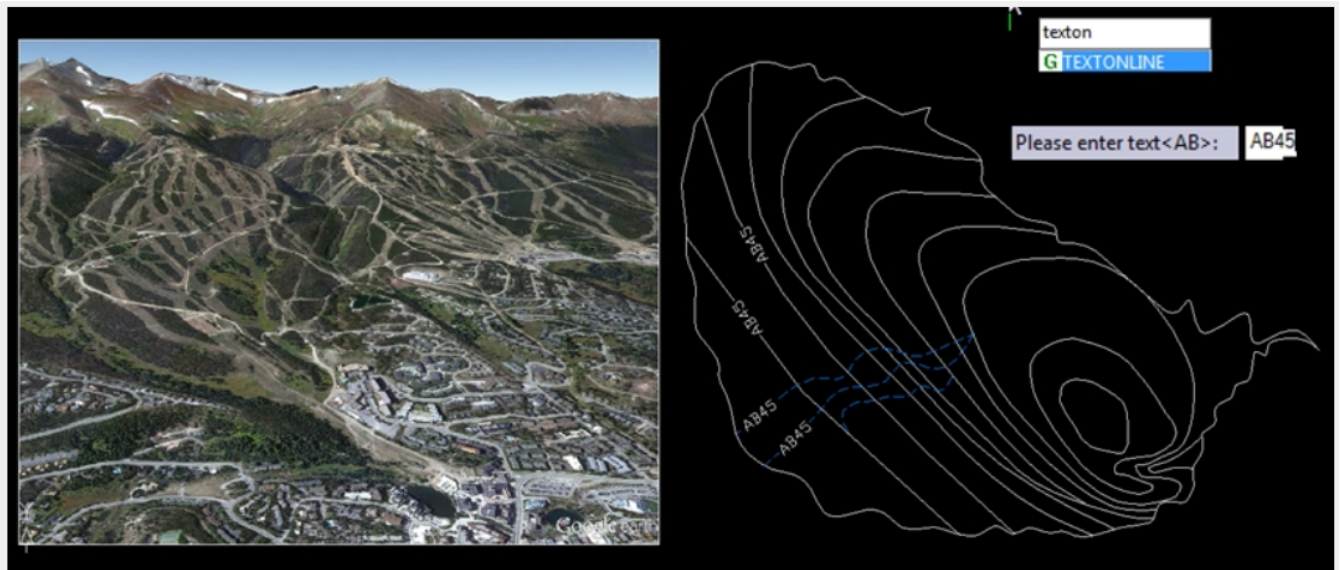 texton
G TEXTONLINE
Please enter text<AB>: AB45
AB45
AB45
AB45
AB45
Google earth